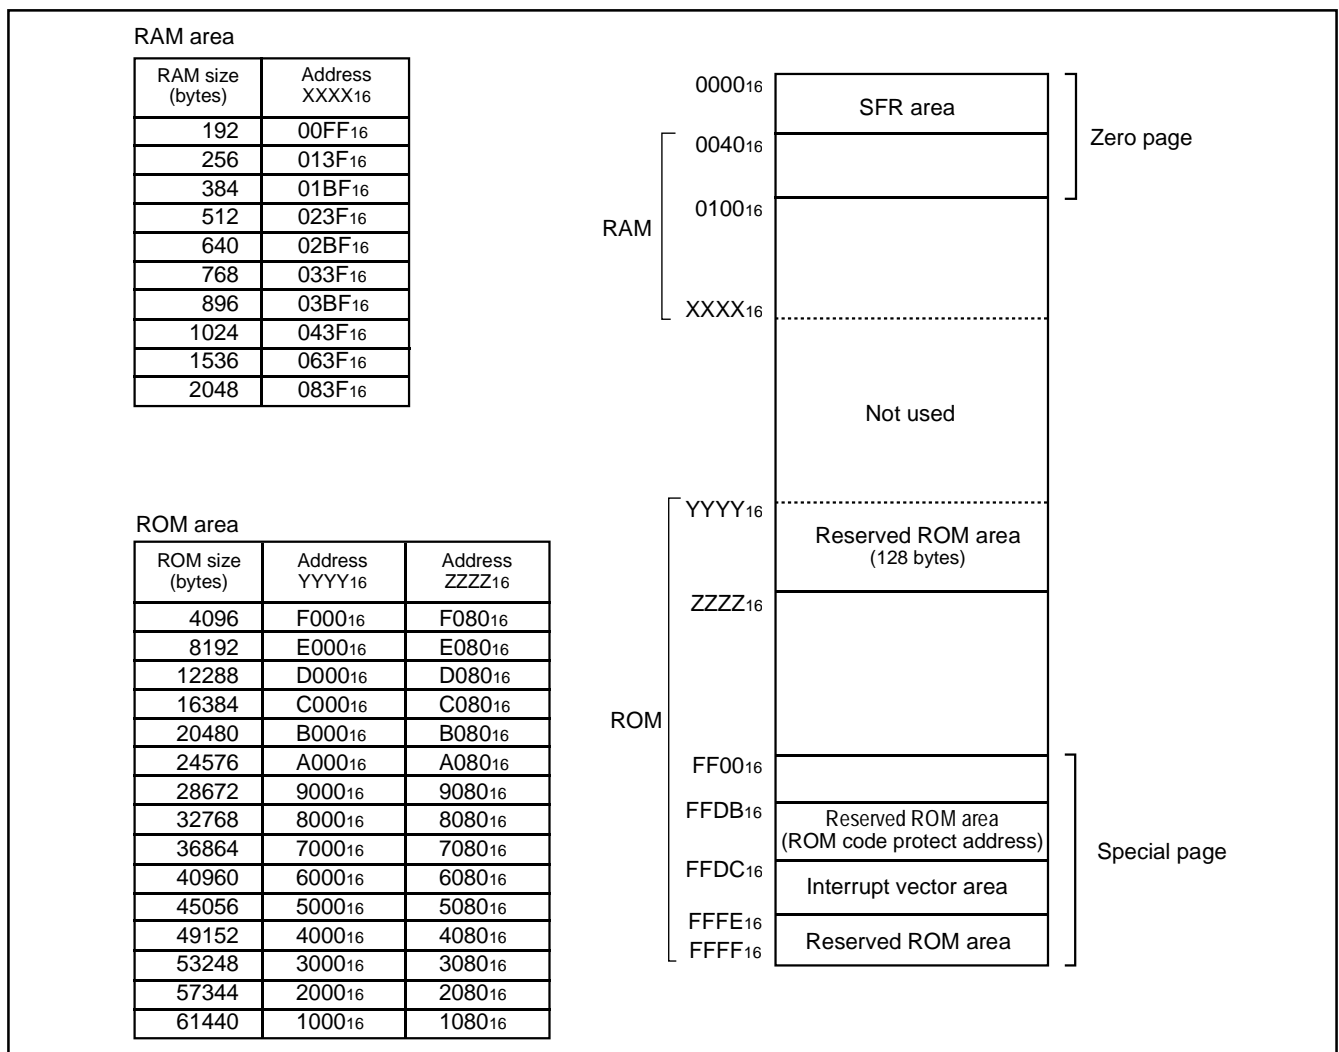 RAM area
RAM size
(bytes)
Address
XXXX16
192 00FF16
256 013F16
384 01BF16
512 023F16
640 02BF16
768 033F16
896 03BF16
1024 043F16
1536 063F16
2048 083F16
ROM area
ROM size
(bytes)
Address
YYYY16
Address
ZZZZ16
4096 F00016 F08016
8192 E00016 E08016
12288 D00016 D08016
16384 C00016 C08016
20480 B00016 B08016
24576 A00016 A08016
28672 900016 908016
32768 800016 808016
36864 700016 708016
40960 600016 608016
45056 500016 508016
49152 400016 408016
53248 300016 308016
57344 200016 208016
61440 100016 108016
000016
SFR area
Zero page
004016
010016
RAM
XXXX16
Not used
YYYY16
Reserved ROM area
(128 bytes)
ZZZZ16
ROM
FF0016
FFDB16
Reserved ROM area
(ROM code protect address)
Special page
FFDC16
Interrupt vector area
FFFE16
Reserved ROM area
FFFF16